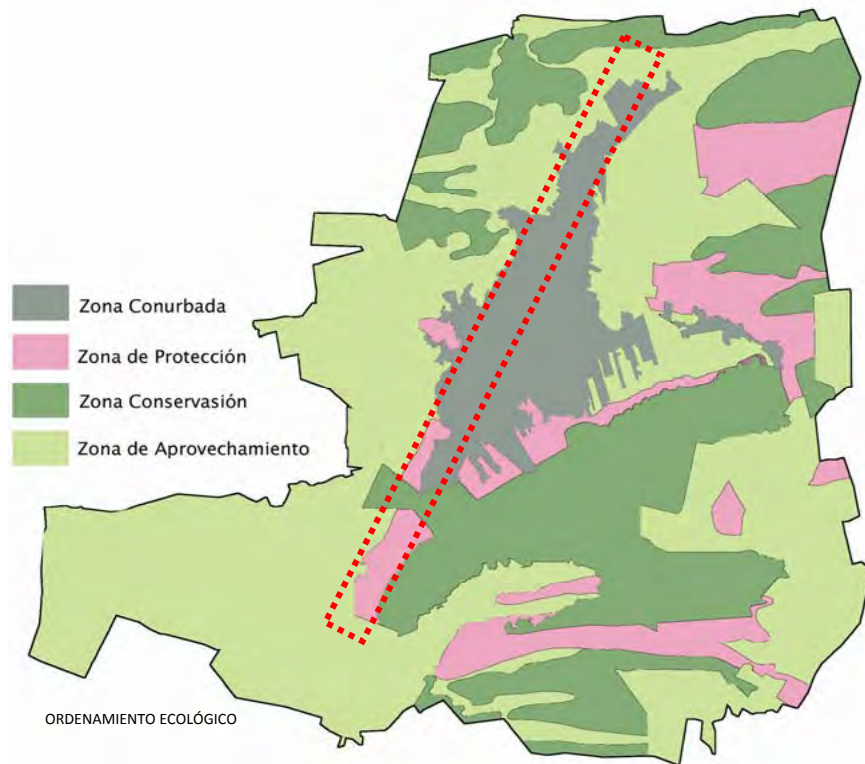 Zona Conurbada
Zona de Protección
Zona Conservasión
Zona de Aprovechamiento
ORDENAMIENTO ECOLÓGICO